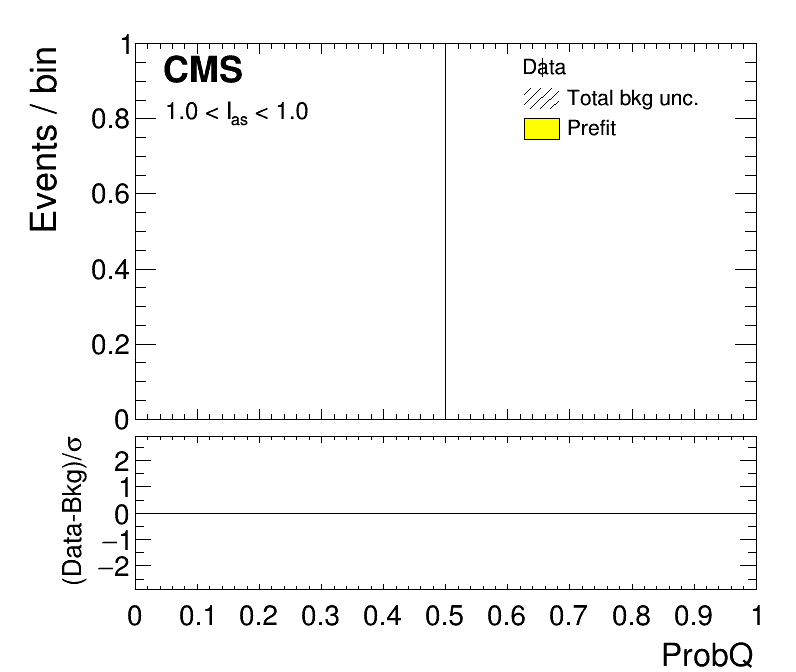 CMS
1.0 < Ias < 1.0
Data
Total bkg unc.
Prefit
Events / bin
1
0.8
0.6
0.4
0.2
0
(Data-Bkg)/σ
2
1
0
−1
−2
0 0.1 0.2 0.3 0.4 0.5 0.6 0.7 0.8 0.9 1
ProbQ